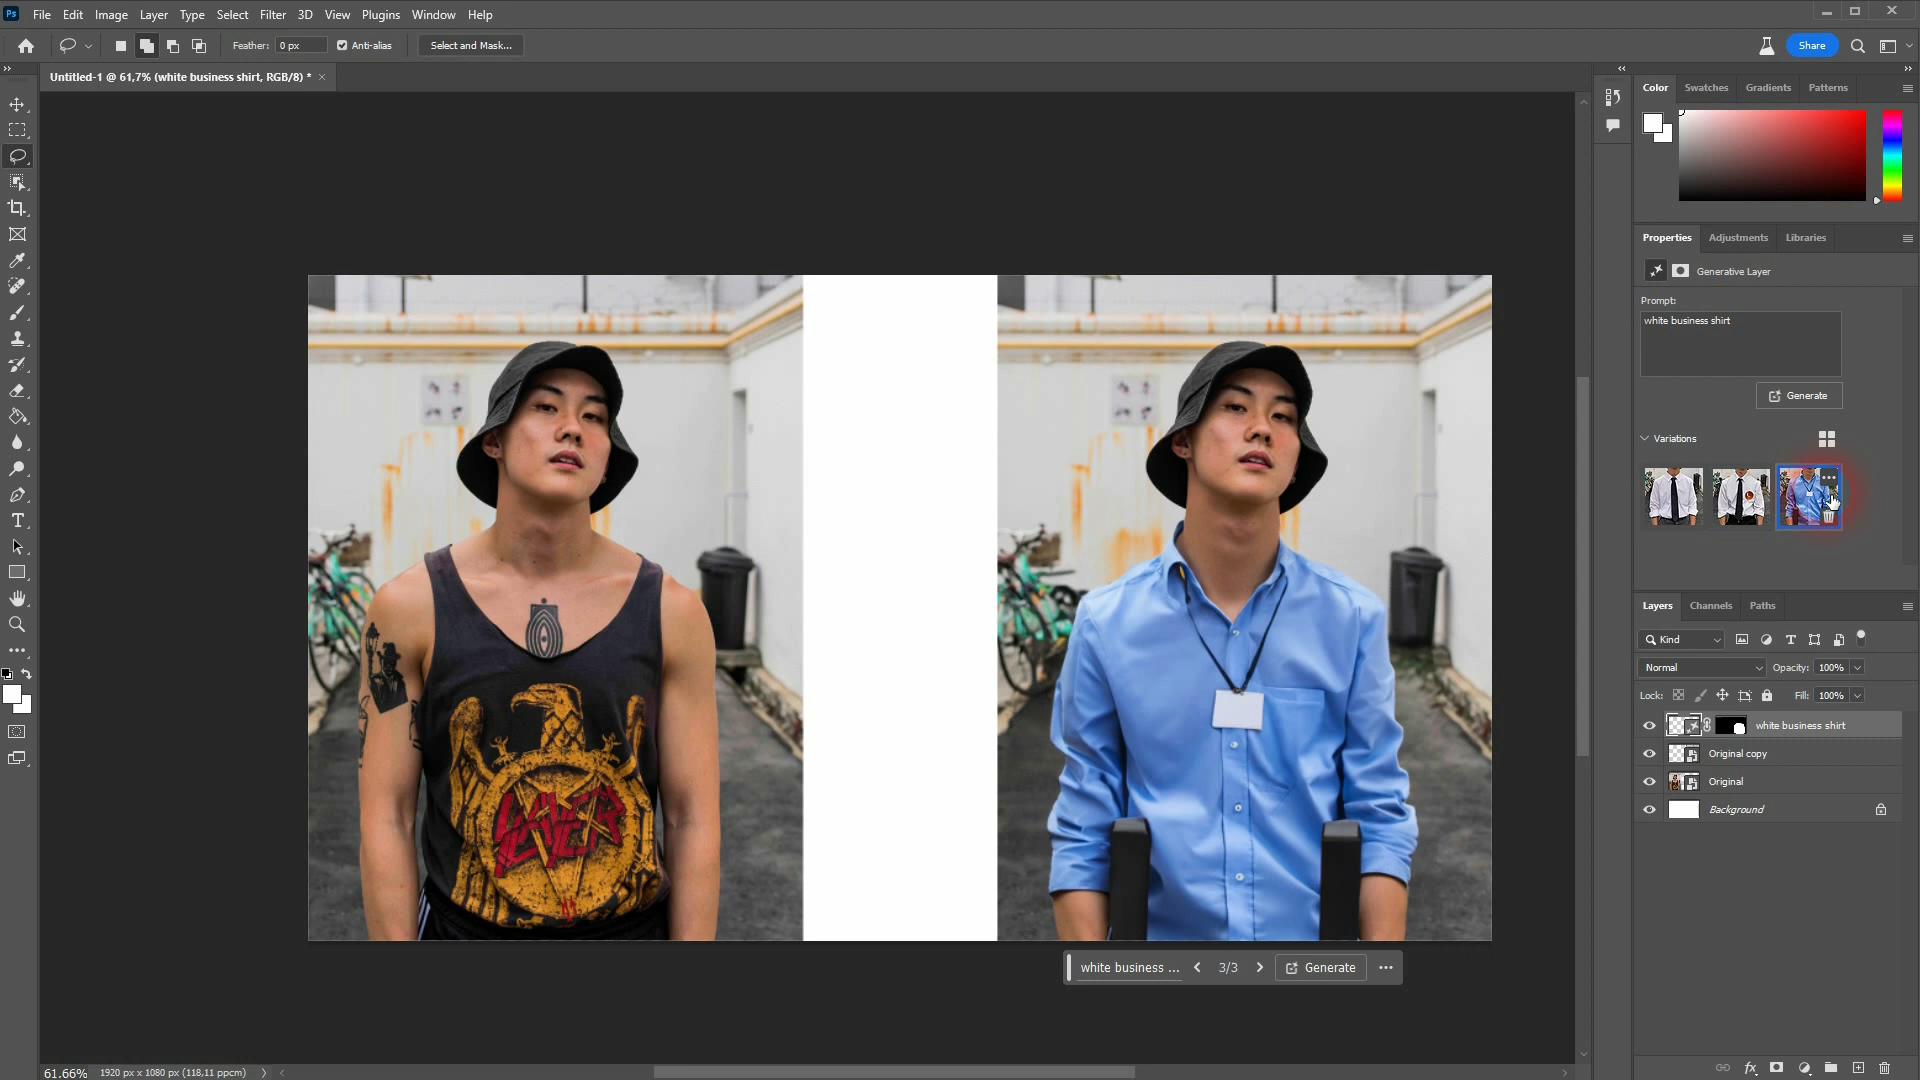 Ps File Edit Image Layer Type Select Filter 3D View Plugins Window Help
Feather: 0 px Anti-alias Select and Mask... Share
Untitled-1 @ 61,7% (white business shirt, RGB/8) * ×
Color Swatches Gradients Patterns
Properties Adjustments Libraries
Generative Layer
Prompt:
white business shirt
Generate
Variations
Layers Channels Paths
Kind
Normal Opacity: 100%
Lock: Fill: 100%
white business shirt
Original copy
Original
Background
SLAYER
white business ... 3/3 Generate
61.66% 1920 px x 1080 px (118,11 ppcm)